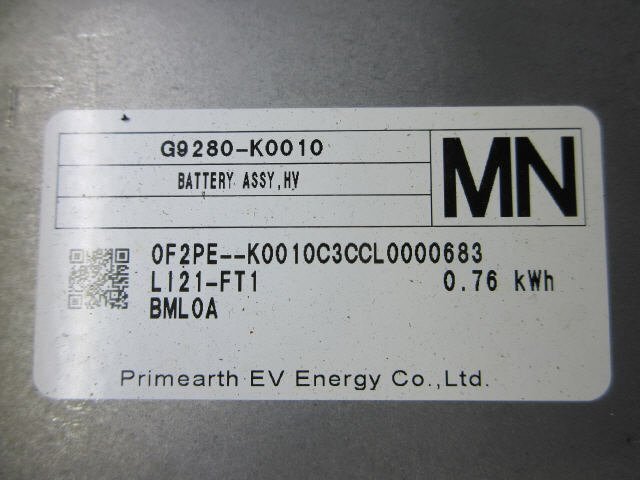 G9280-K0010
MN
BATTERY ASSY,HV
0F2PE--K0010C3CCL0000683
LI21-FT1 0.76 kWh
BML0A
Primearth EV Energy Co.,Ltd.